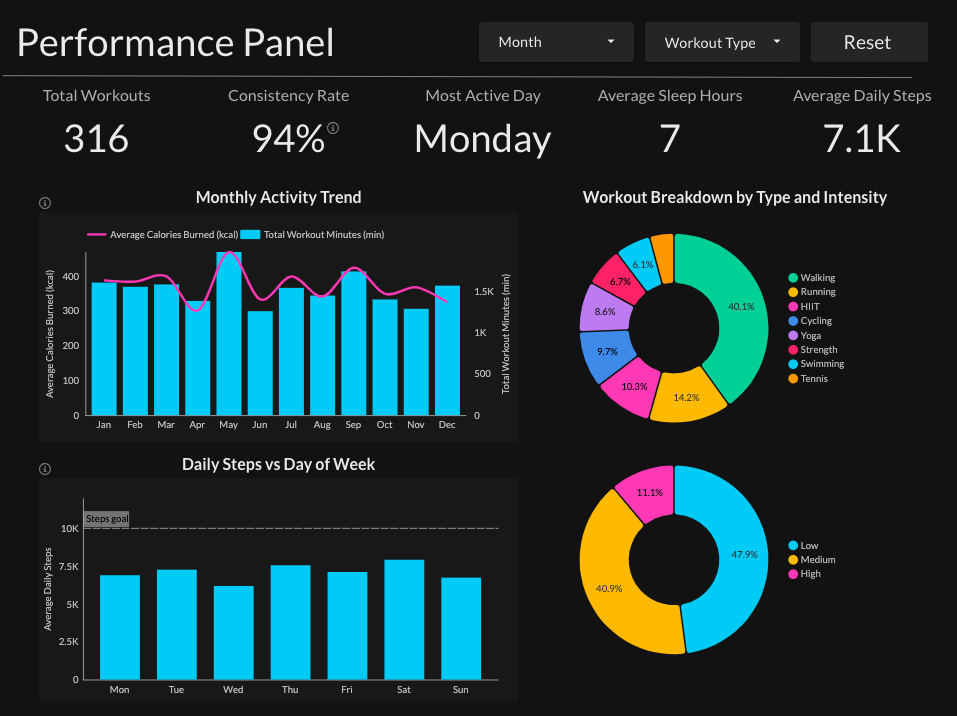 Performance Panel
Month
Workout Type
Reset
Total Workouts
Consistency Rate
Most Active Day
Average Sleep Hours
Average Daily Steps
316
94%
Monday
7
7.1K
Monthly Activity Trend
Average Calories Burned (kcal)
Total Workout Minutes (min)
Average Calories Burned (kcal)
400
300
200
100
0
1.5K
1K
500
0
Total Workout Minutes (min)
Jan Feb Mar Apr May Jun Jul Aug Sep Oct Nov Dec
Workout Breakdown by Type and Intensity
6.1%
6.7%
8.6%
9.7%
10.3%
14.2%
40.1%
Walking
Running
HIIT
Cycling
Yoga
Strength
Swimming
Tennis
Daily Steps vs Day of Week
Steps goal
Average Daily Steps
10K
7.5K
5K
2.5K
0
Mon Tue Wed Thu Fri Sat Sun
11.1%
47.9%
40.9%
Low
Medium
High